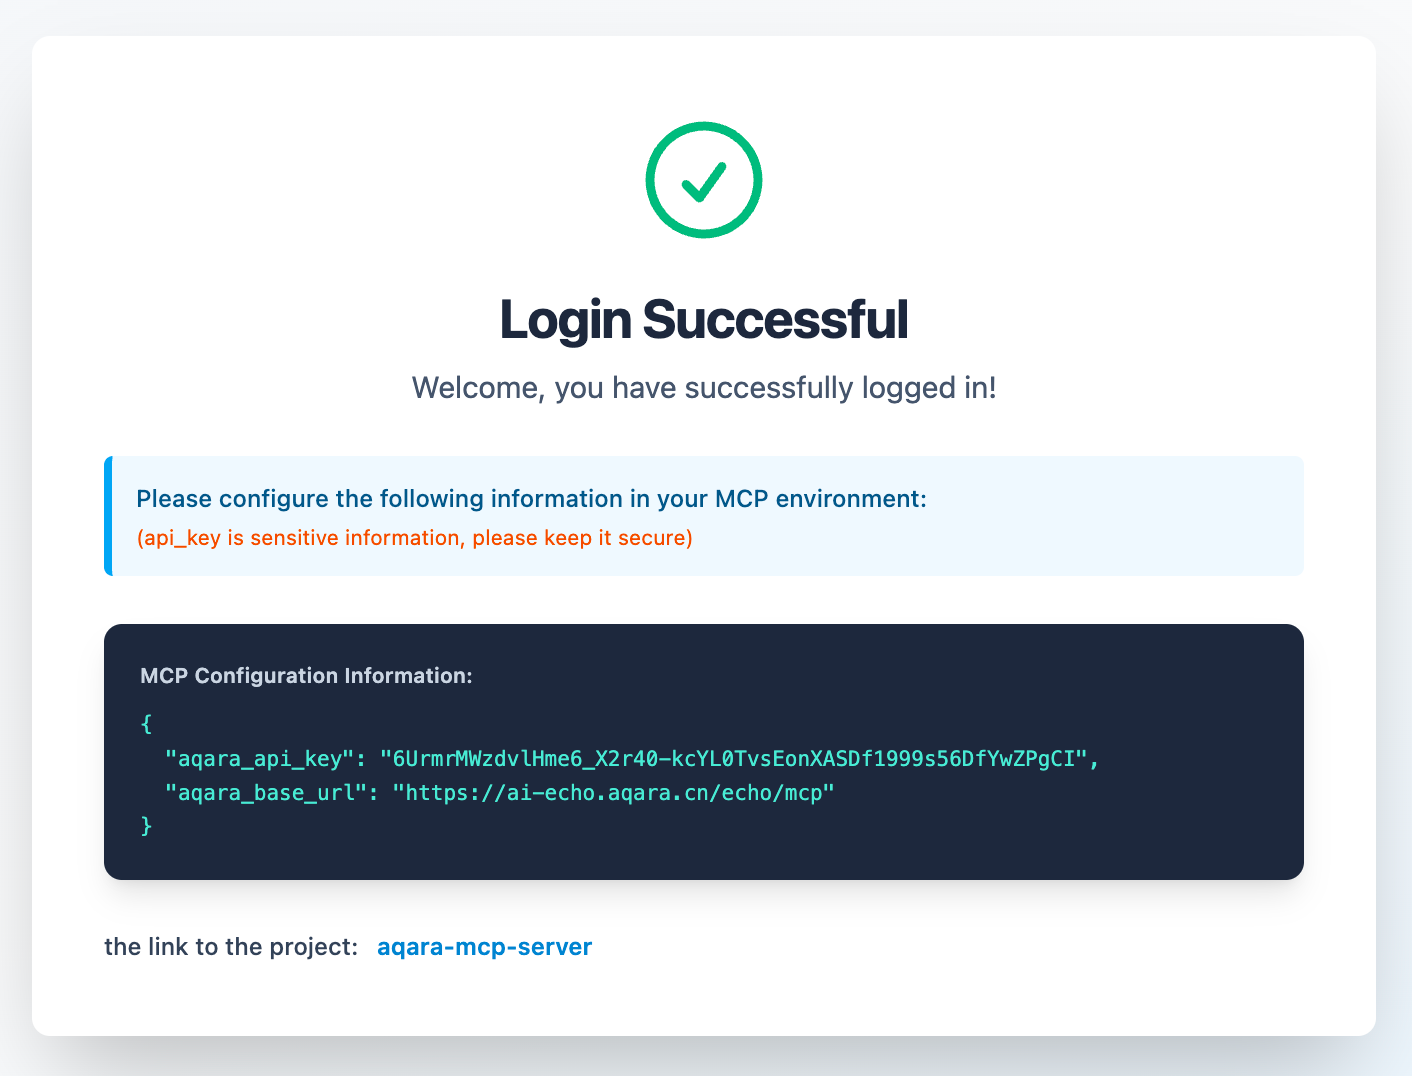 Login Successful
Welcome, you have successfully logged in!
Please configure the following information in your MCP environment:
(api_key is sensitive information, please keep it secure)
MCP Configuration Information:
{
"aqara_api_key": "6UrmrMWzdvlHme6_X2r40-kcYL0TvsEonXASDf1999s56DfYwZPgCI",
"aqara_base_url": "https://ai-echo.aqara.cn/echo/mcp"
}
the link to the project: aqara-mcp-server